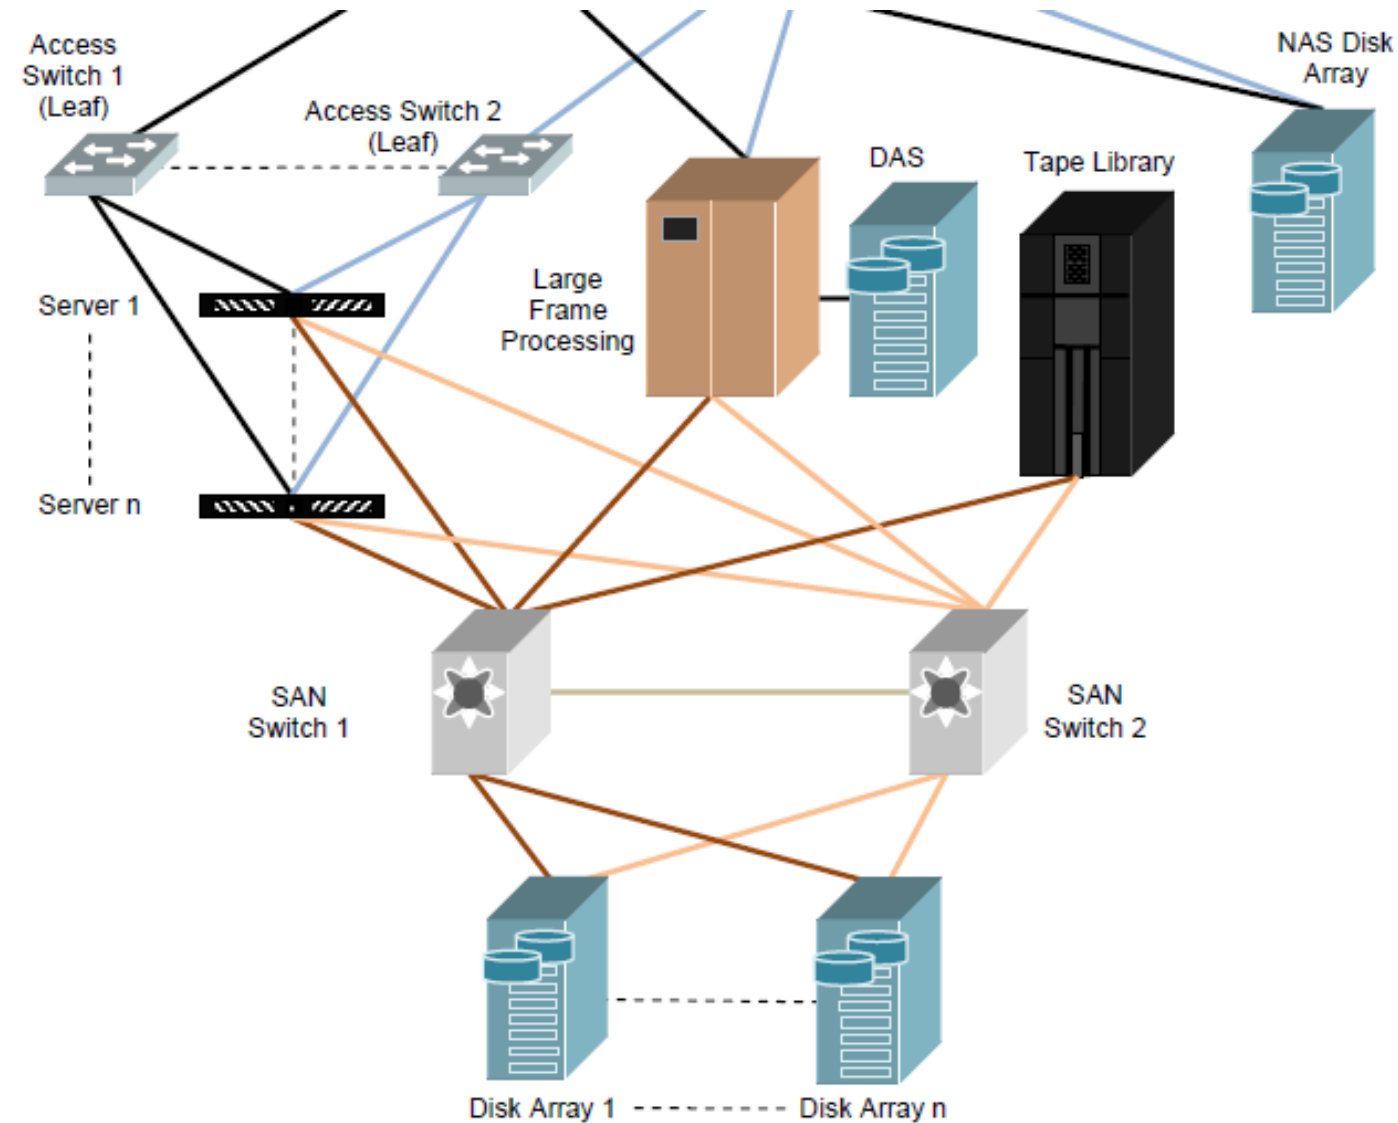 Access
Switch 1
(Leaf)
Access Switch 2
(Leaf)
NAS Disk
Array
DAS
Tape Library
Large
Frame
Processing
Server 1
Server n
SAN
Switch 1
SAN
Switch 2
Disk Array 1
Disk Array n